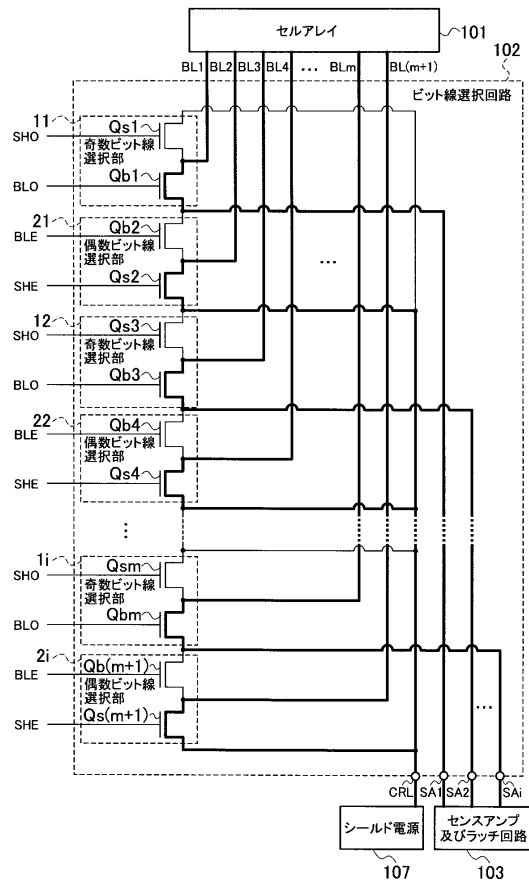 セルアレイ
101
102
BL1 BL2 BL3 BL4 … BLm BL(m+1)
ビット線選択回路
11
SHO
Qs1
奇数ビット線
選択部
BLO
Qb1
21
BLE
Qb2
偶数ビット線
選択部
SHE
Qs2
…
12
SHO
Qs3
奇数ビット線
選択部
BLO
Qb3
22
BLE
Qb4
偶数ビット線
選択部
SHE
Qs4
…
1i
SHO
Qsm
奇数ビット線
選択部
BLO
Qbm
2i
BLE
Qb(m+1)
偶数ビット線
選択部
SHE
Qs(m+1)
…
CRL SA1 SA2 SAi
シールド電源
107
センスアンプ
及びラッチ回路
103